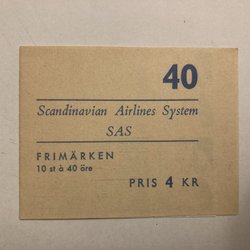 40
Scandinavian Airlines System
SAS
FRIMÄRKEN
10 st à 40 öre
PRIS 4 KR